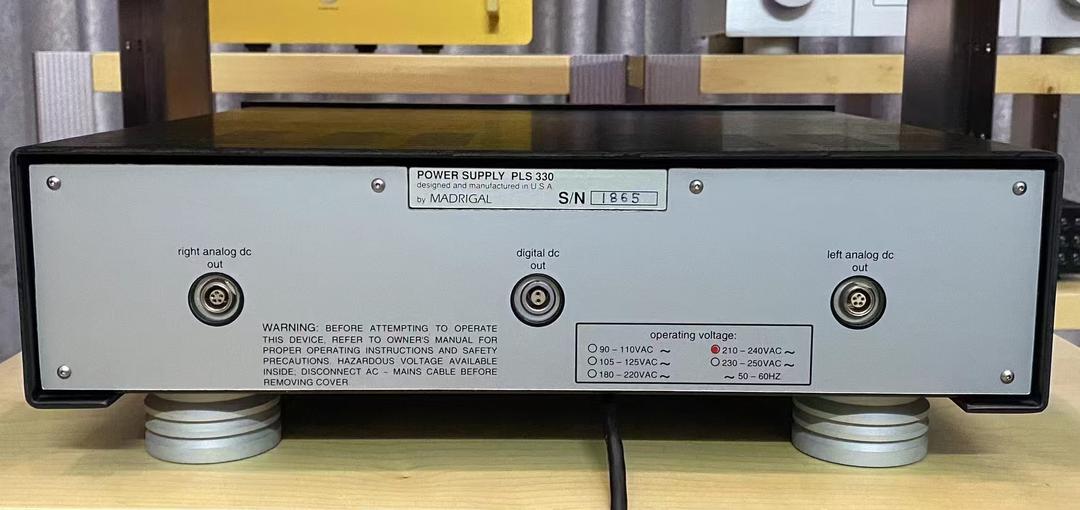 POWER SUPPLY PLS 330
designed and manufactured in U S A
by MADRIGAL S/N 1865
right analog dc
out
digital dc
out
left analog dc
out
WARNING: BEFORE ATTEMPTING TO OPERATE
THIS DEVICE, REFER TO OWNER'S MANUAL FOR
PROPER OPERATING INSTRUCTIONS AND SAFETY
PRECAUTIONS. HAZARDOUS VOLTAGE AVAILABLE
INSIDE; DISCONNECT AC – MAINS CABLE BEFORE
REMOVING COVER
operating voltage:
90 – 110VAC ~ 210 – 240VAC ~
105 – 125VAC ~ 230 – 250VAC ~
180 – 220VAC ~ ~ 50 – 60HZ